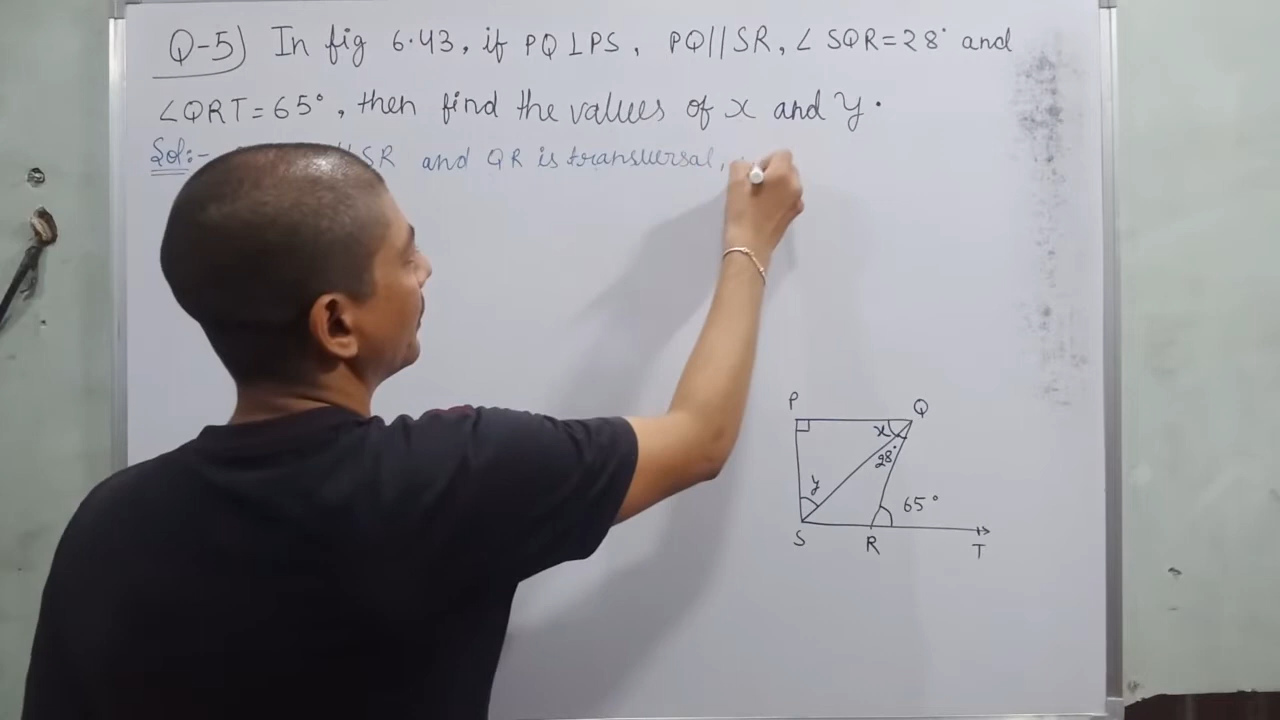 Q-5) In fig 6.43, if PQ⊥PS, PQ||SR, ∠SQR=28° and
∠QRT=65°, then find the values of x and y.
Sol:- ||SR and QR is transversal,
P
Q
x
28°
y
65°
S
R
T